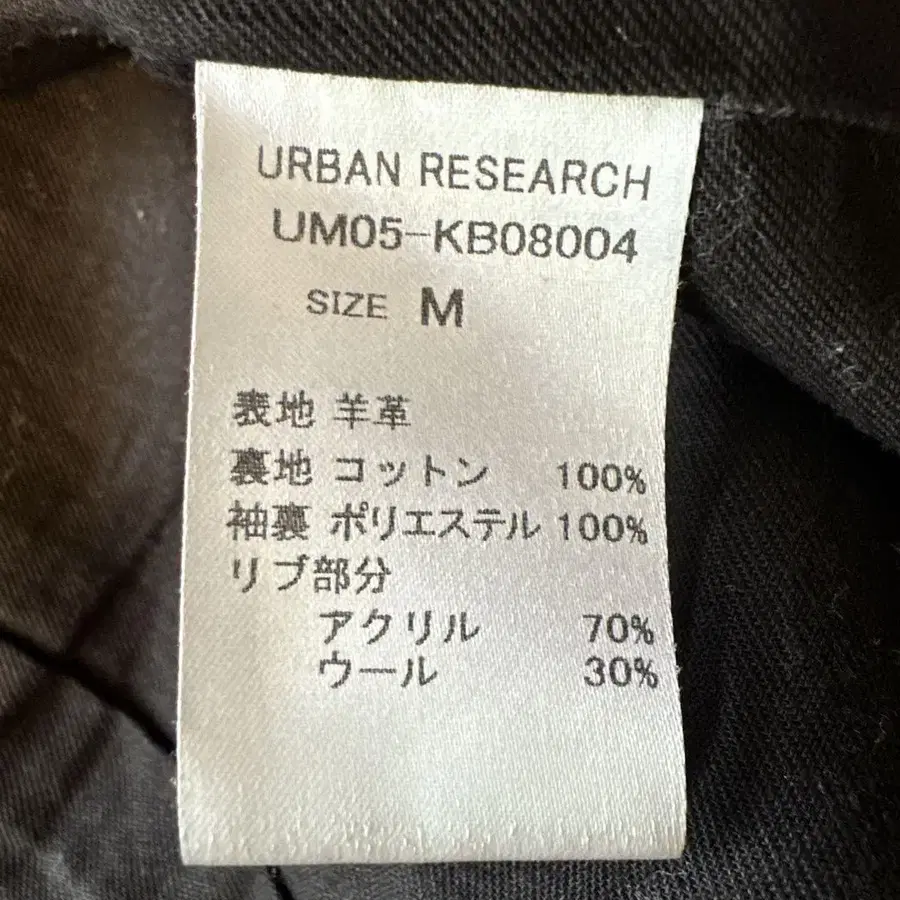 URBAN RESEARCH
UM05-KB08004
SIZE M
表地 羊革
裏地 コットン 100%
袖裏 ポリエステル 100%
リブ部分
アクリル 70%
ウール 30%